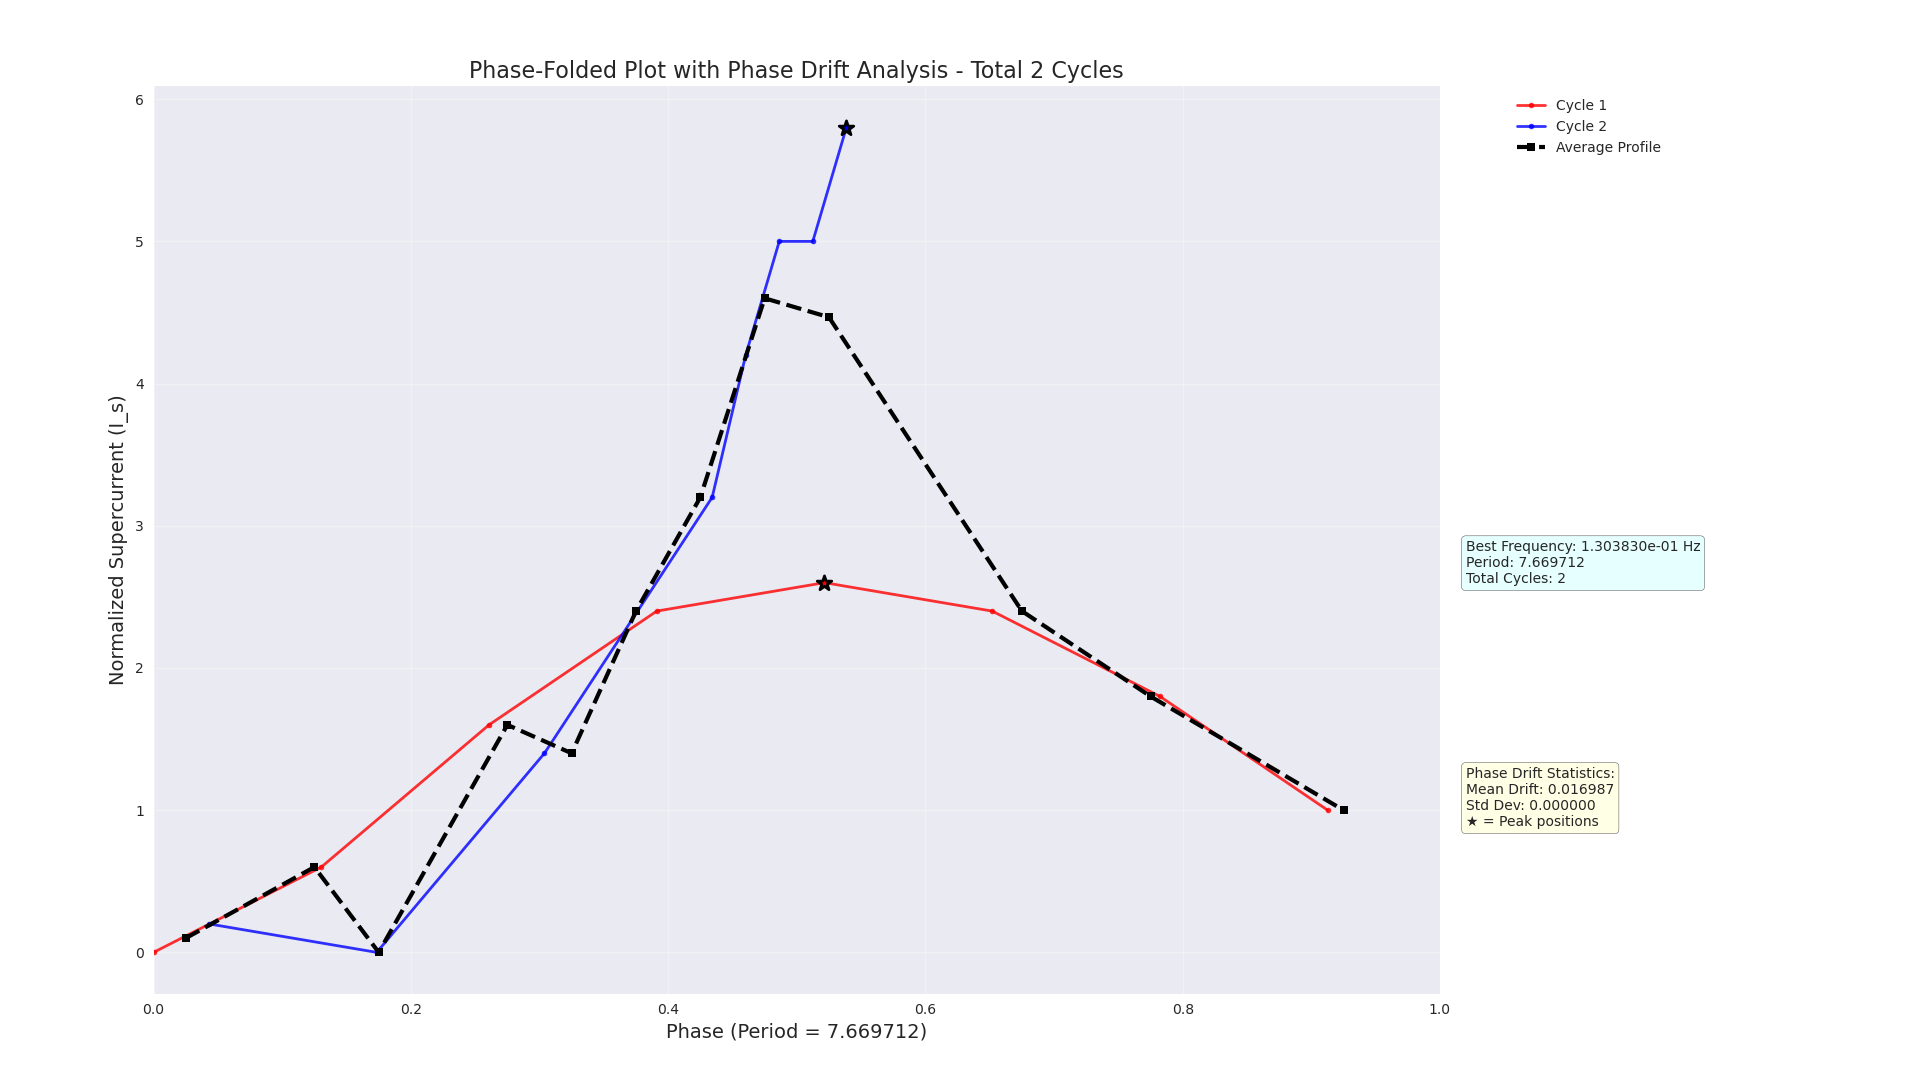 Phase-Folded Plot with Phase Drift Analysis - Total 2 Cycles
Cycle 1
Cycle 2
Average Profile
6
5
4
3
2
1
0
Normalized Supercurrent (I_s)
0.0
0.2
0.4
0.6
0.8
1.0
Phase (Period = 7.669712)
Best Frequency: 1.303830e-01 Hz
Period: 7.669712
Total Cycles: 2
Phase Drift Statistics:
Mean Drift: 0.016987
Std Dev: 0.000000
★ = Peak positions